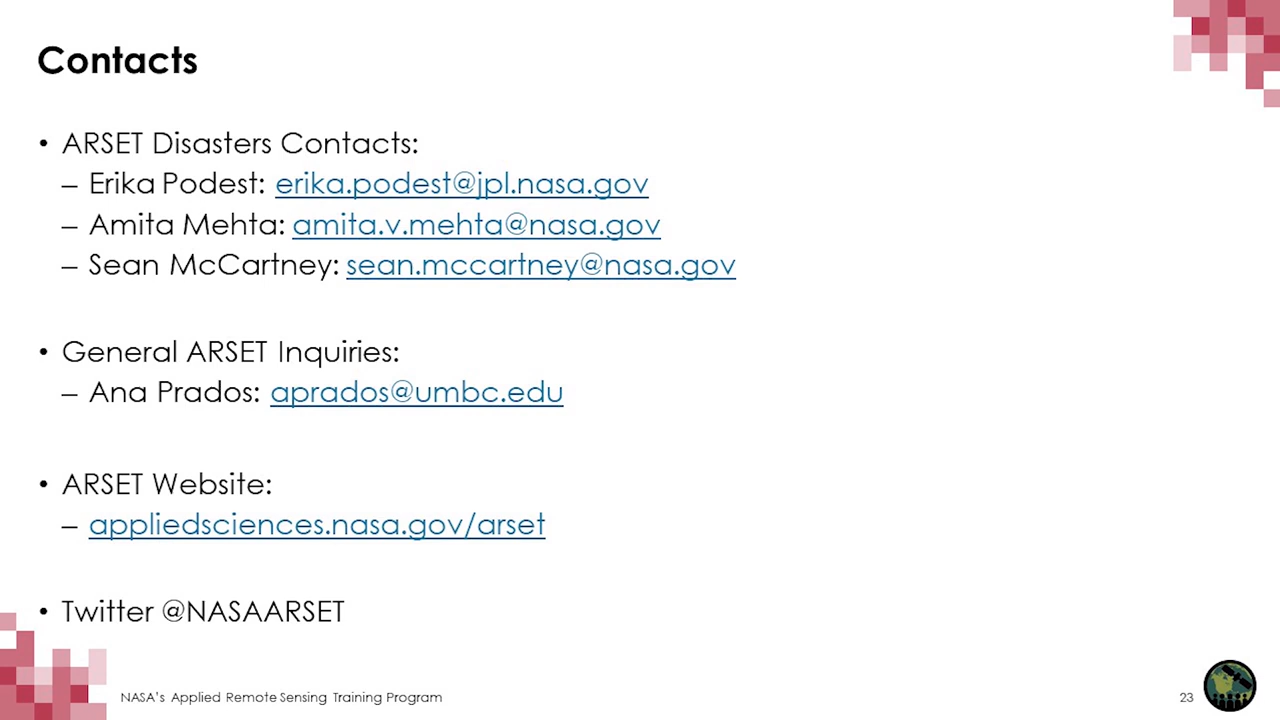 Contacts
• ARSET Disasters Contacts:
– Erika Podest: erika.podest@jpl.nasa.gov
– Amita Mehta: amita.v.mehta@nasa.gov
– Sean McCartney: sean.mccartney@nasa.gov
• General ARSET Inquiries:
– Ana Prados: aprados@umbc.edu
• ARSET Website:
– appliedsciences.nasa.gov/arset
• Twitter @NASAARSET
NASA's Applied Remote Sensing Training Program
23